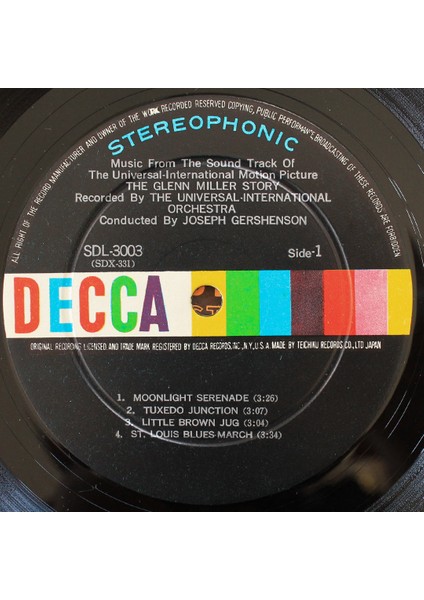 ALL RIGHT OF THE RECORD MANUFACTURER AND OWNER OF THE WORK RECORDED RESERVED COPYING, PUBLIC PERFORMANCE, BROADCASTING OF THESE RECORDS ARE FORBIDDEN
STEREOPHONIC
Music From The Sound Track Of
The Universal-International Motion Picture
THE GLENN MILLER STORY
Recorded By THE UNIVERSAL-INTERNATIONAL
ORCHESTRA
Conducted By JOSEPH GERSHENSON
SDL-3003 Side-1
(SDX-331)
DECCA
ORIGINAL RECORDING LICENSED AND TRADE MARK REGISTERED BY DECCA RECORDS, INC., N.Y., U.S.A. MADE BY TEICHIKU RECORDS CO., LTD JAPAN
1. MOONLIGHT SERENADE (3:26)
2. TUXEDO JUNCTION (3:07)
3. LITTLE BROWN JUG (3:04)
4. ST. LOUIS BLUES-MARCH (3:34)